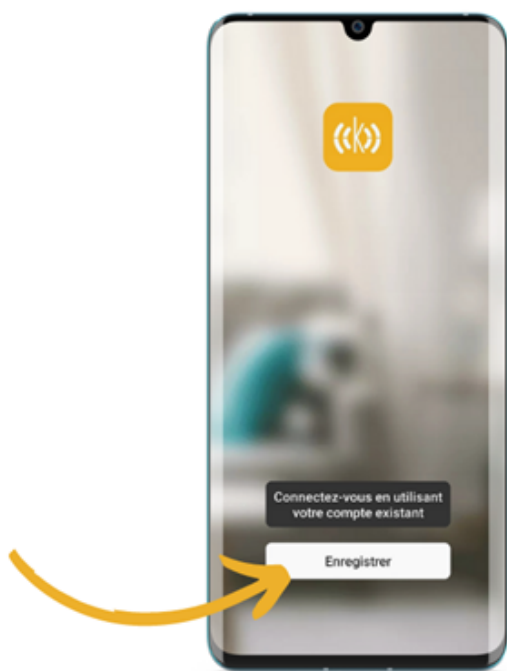 ((k))
Connectez-vous en utilisant
votre compte existant
Enregistrer